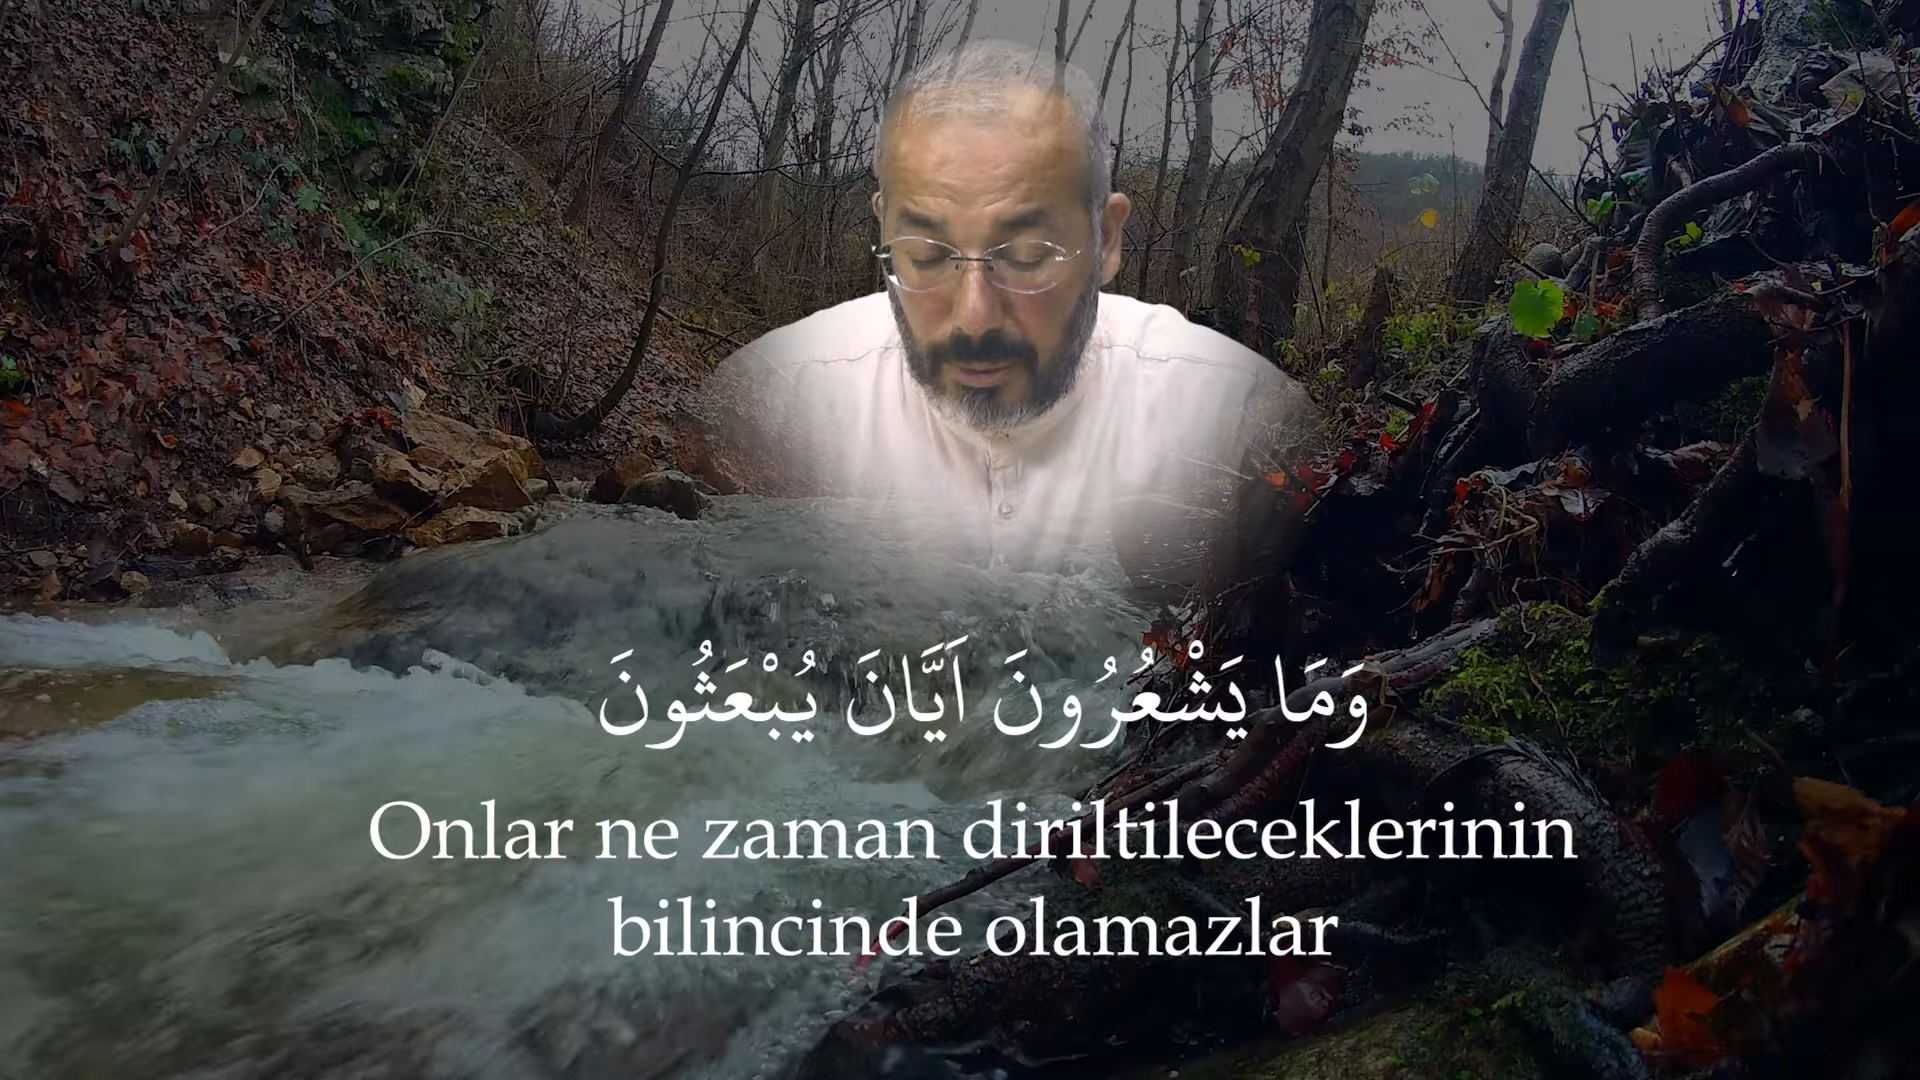 وَمَا يَشْعُرُونَ اَيَّانَ يُبْعَثُونَ
Onlar ne zaman diriltileceklerinin
bilincinde olamazlar